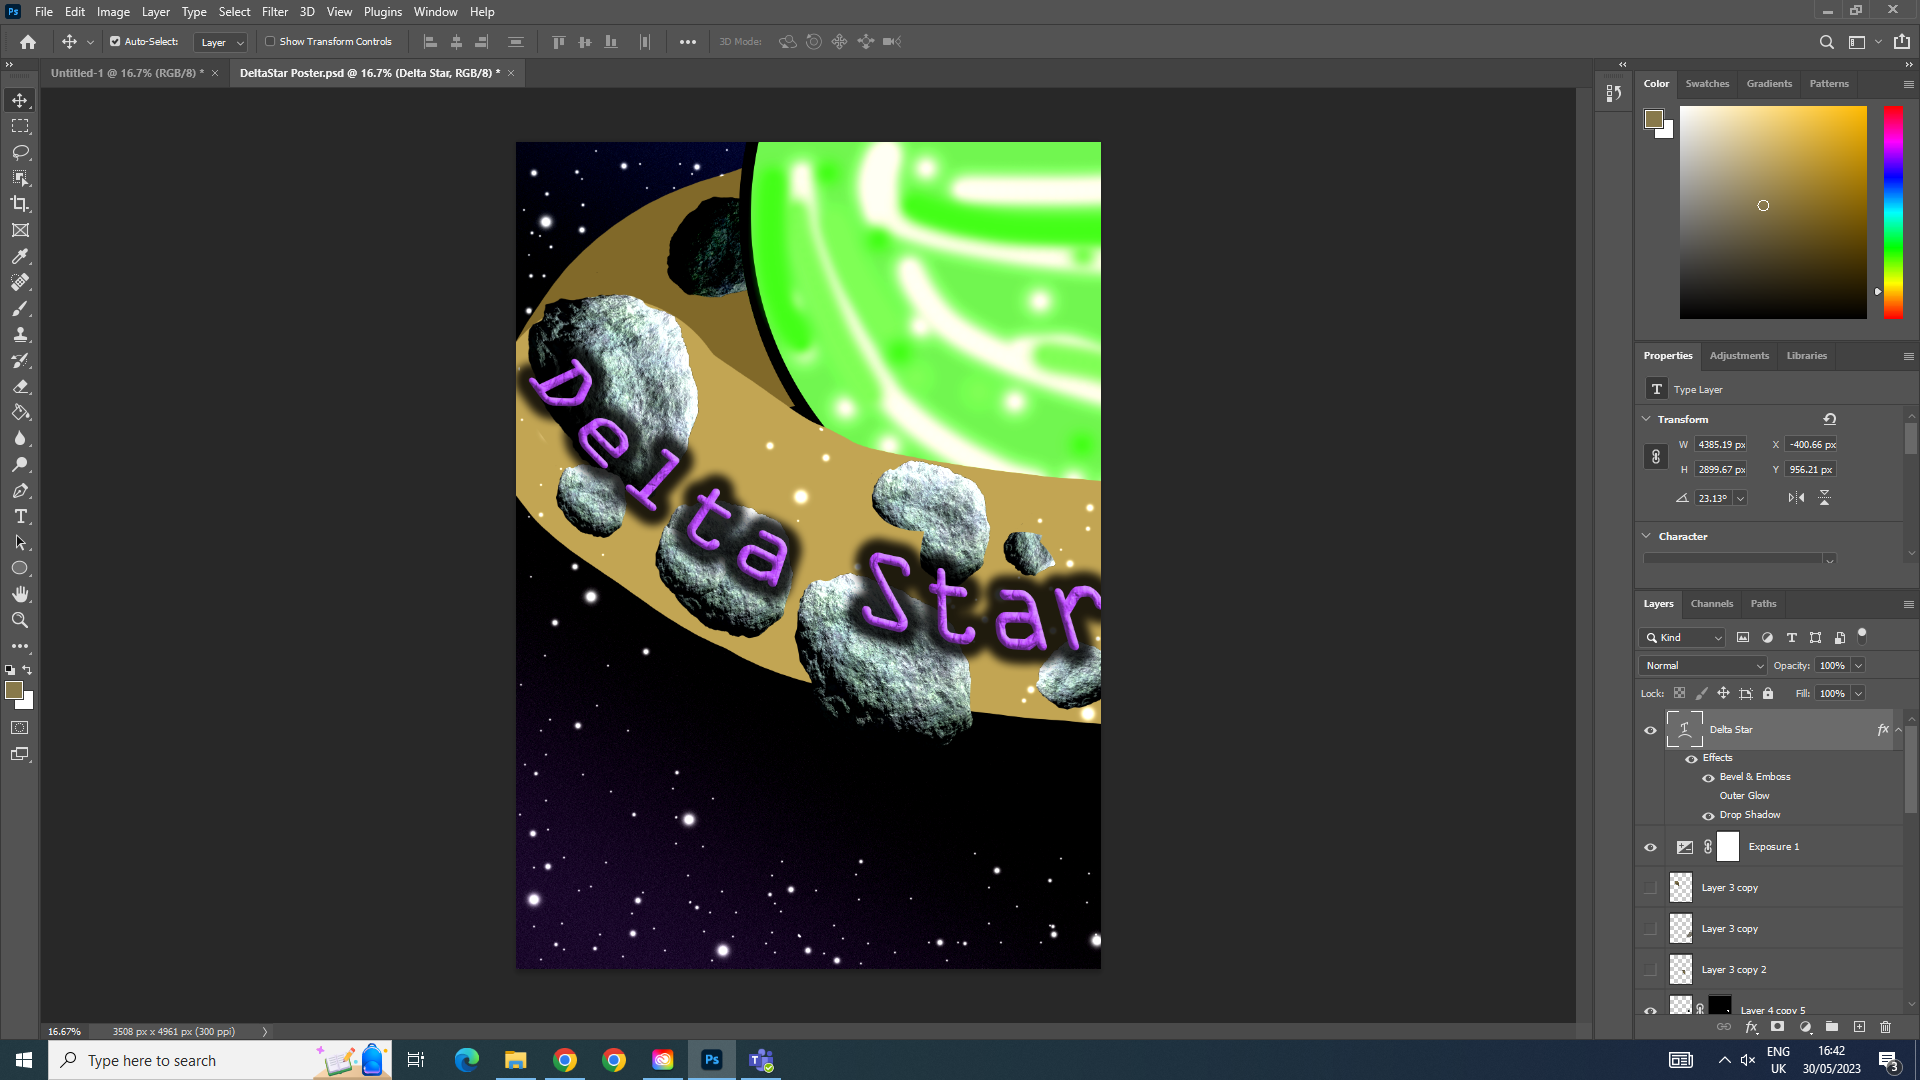 Ps File Edit Image Layer Type Select Filter 3D View Plugins Window Help
Auto-Select: Layer Show Transform Controls 3D Mode:
Untitled-1 @ 16.7% (RGB/8) * × DeltaStar Poster.psd @ 16.7% (Delta Star, RGB/8) * ×
Color Swatches Gradients Patterns
Delta Star
Properties Adjustments Libraries
T Type Layer
Transform
W 4385.19 px X -400.66 px
H 2899.67 px Y 956.21 px
23.13°
Character
Layers Channels Paths
Kind
Normal Opacity: 100%
Lock: Fill: 100%
Delta Star fx
Effects
Bevel & Emboss
Outer Glow
Drop Shadow
Exposure 1
Layer 3 copy
Layer 3 copy
Layer 3 copy 2
Layer 4 copy 5
fx
16.67% 3508 px x 4961 px (300 ppi)
Type here to search
Ps
T
ENG
UK
16:42
30/05/2023
3